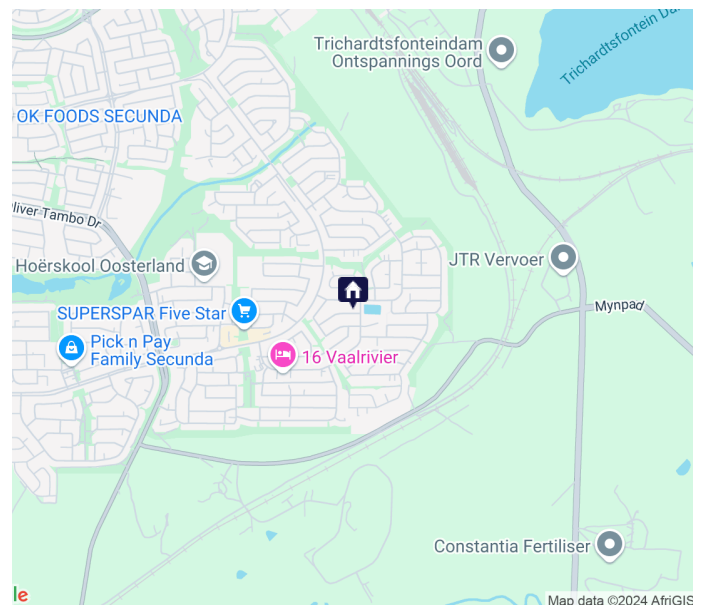 Trichardtsfonteindam
Ontspannings Oord
Trichardtsfontein Da
OK FOODS SECUNDA
liver Tambo Dr
Hoërskool Oosterland
JTR Vervoer
SUPERSPAR Five Star
Mynpad
Pick n Pay
Family Secunda
16 Vaalrivier
Constantia Fertiliser
le
Map data ©2024 AfriGIS